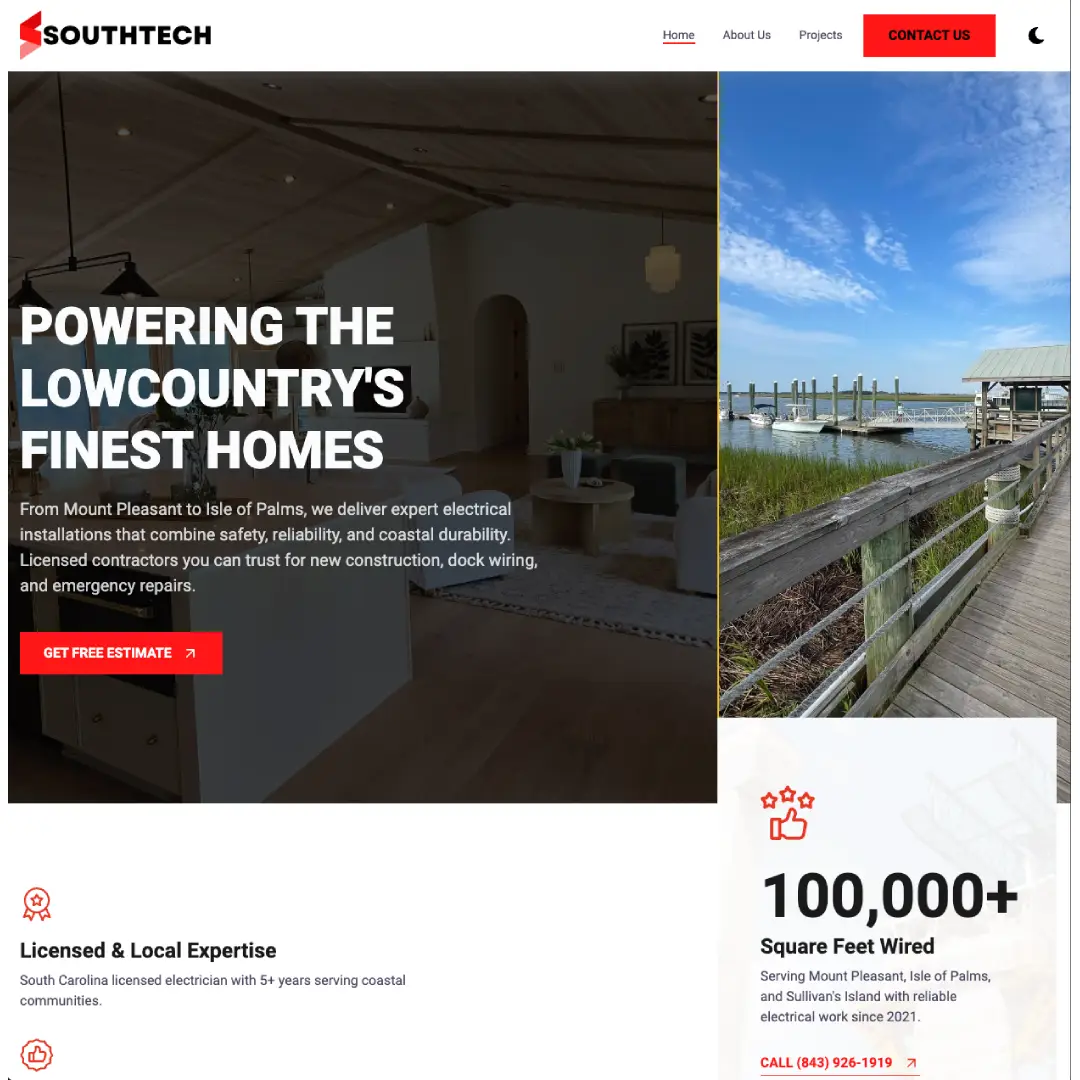 SOUTHTECH
Home
About Us
Projects
CONTACT US
POWERING THE
LOWCOUNTRY'S
FINEST HOMES
From Mount Pleasant to Isle of Palms, we deliver expert electrical
installations that combine safety, reliability, and coastal durability.
Licensed contractors you can trust for new construction, dock wiring,
and emergency repairs.
GET FREE ESTIMATE
Licensed & Local Expertise
South Carolina licensed electrician with 5+ years serving coastal
communities.
100,000+
Square Feet Wired
Serving Mount Pleasant, Isle of Palms,
and Sullivan's Island with reliable
electrical work since 2021.
CALL (843) 926-1919